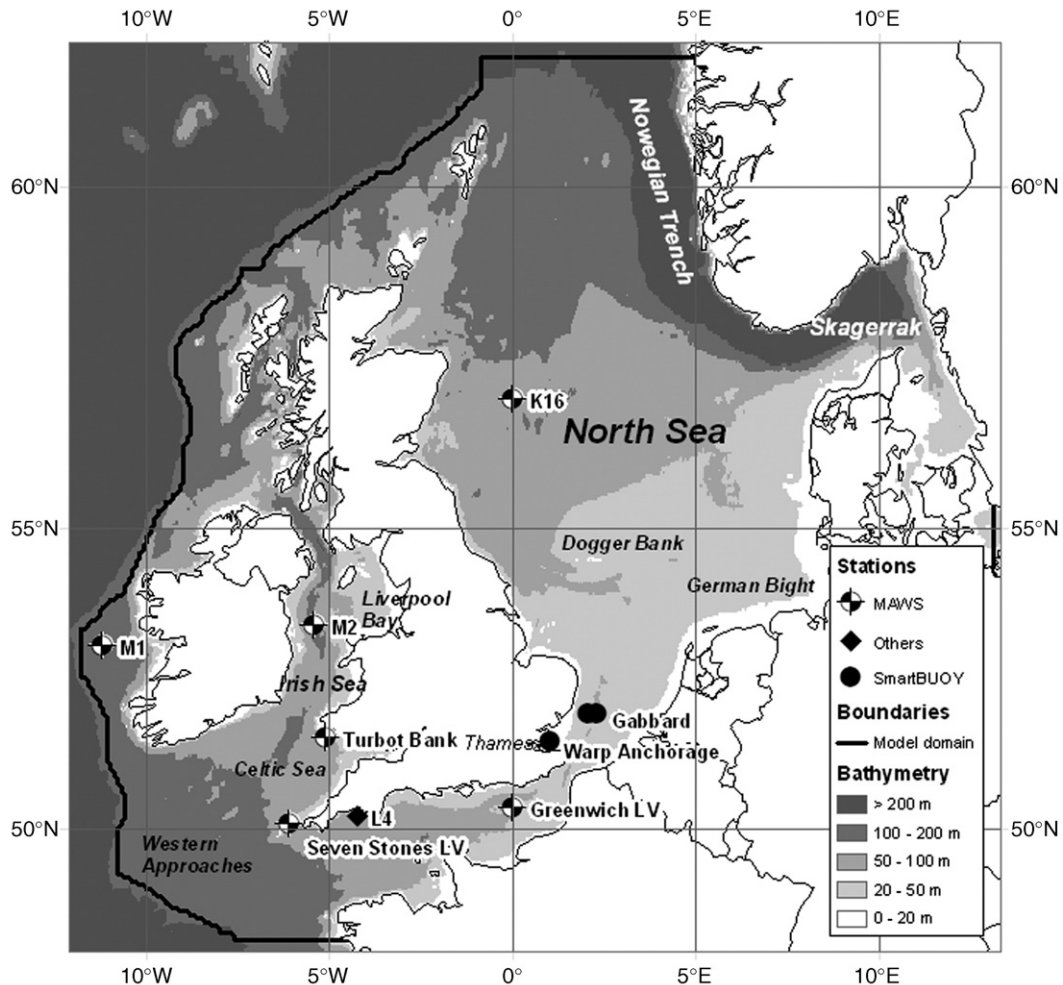 10°W 5°W 0° 5°E 10°E
Nowegian Trench
60°N 60°N
Skagerrak
K16
North Sea
55°N 55°N
Dogger Bank
German Bight
Liverpool
Bay
M2
M1
Irish Sea
Gabbard
Turbot Bank
Thames
Warp Anchorage
Celtic Sea
Greenwich LV
L4
50°N 50°N
Seven Stones LV
Western
Approaches
Stations
MAWS
Others
SmartBUOY
Boundaries
Model domain
Bathymetry
> 200 m
100 - 200 m
50 - 100 m
20 - 50 m
0 - 20 m
10°W 5°W 0° 5°E 10°E